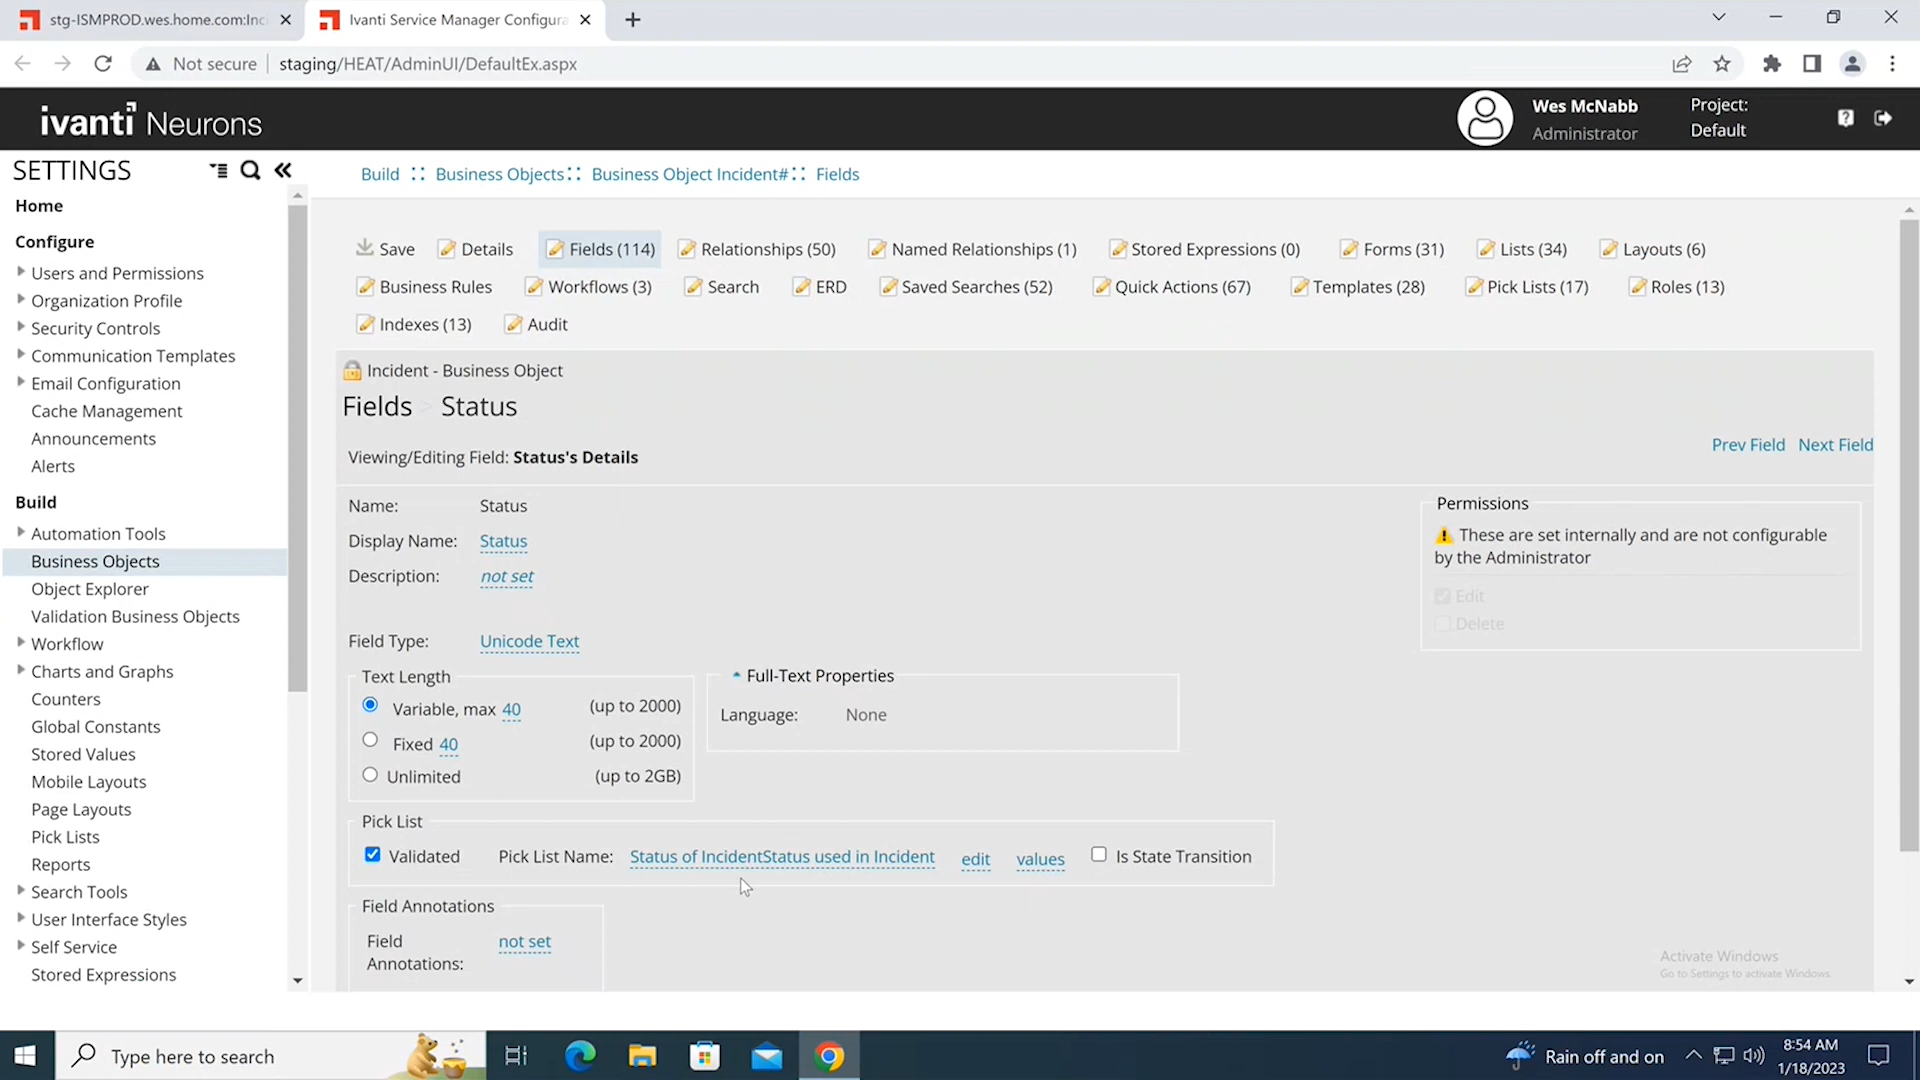 stg-ISMPROD.wes.home.com:Inc
Ivanti Service Manager Configura
Not secure
staging/HEAT/AdminUI/DefaultEx.aspx
ivanti Neurons
Wes McNabb
Administrator
Project:
Default
SETTINGS
Home
Configure
Users and Permissions
Organization Profile
Security Controls
Communication Templates
Email Configuration
Cache Management
Announcements
Alerts
Build
Automation Tools
Business Objects
Object Explorer
Validation Business Objects
Workflow
Charts and Graphs
Counters
Global Constants
Stored Values
Mobile Layouts
Page Layouts
Pick Lists
Reports
Search Tools
User Interface Styles
Self Service
Stored Expressions
Build :: Business Objects:: Business Object Incident#:: Fields
Save Details Fields (114) Relationships (50) Named Relationships (1) Stored Expressions (0) Forms (31) Lists (34) Layouts (6)
Business Rules Workflows (3) Search ERD Saved Searches (52) Quick Actions (67) Templates (28) Pick Lists (17) Roles (13)
Indexes (13) Audit
Incident - Business Object
Fields Status
Prev Field Next Field
Viewing/Editing Field: Status's Details
Name: Status
Display Name: Status
Description: not set
Field Type: Unicode Text
Permissions
These are set internally and are not configurable
by the Administrator
Edit
Delete
Text Length
Variable, max 40 (up to 2000)
Fixed 40 (up to 2000)
Unlimited (up to 2GB)
Full-Text Properties
Language: None
Pick List
Validated Pick List Name: Status of IncidentStatus used in Incident edit values Is State Transition
Field Annotations
Field
Annotations: not set
Activate Windows
Go to Settings to activate Windows.
Type here to search
Rain off and on
8:54 AM
1/18/2023